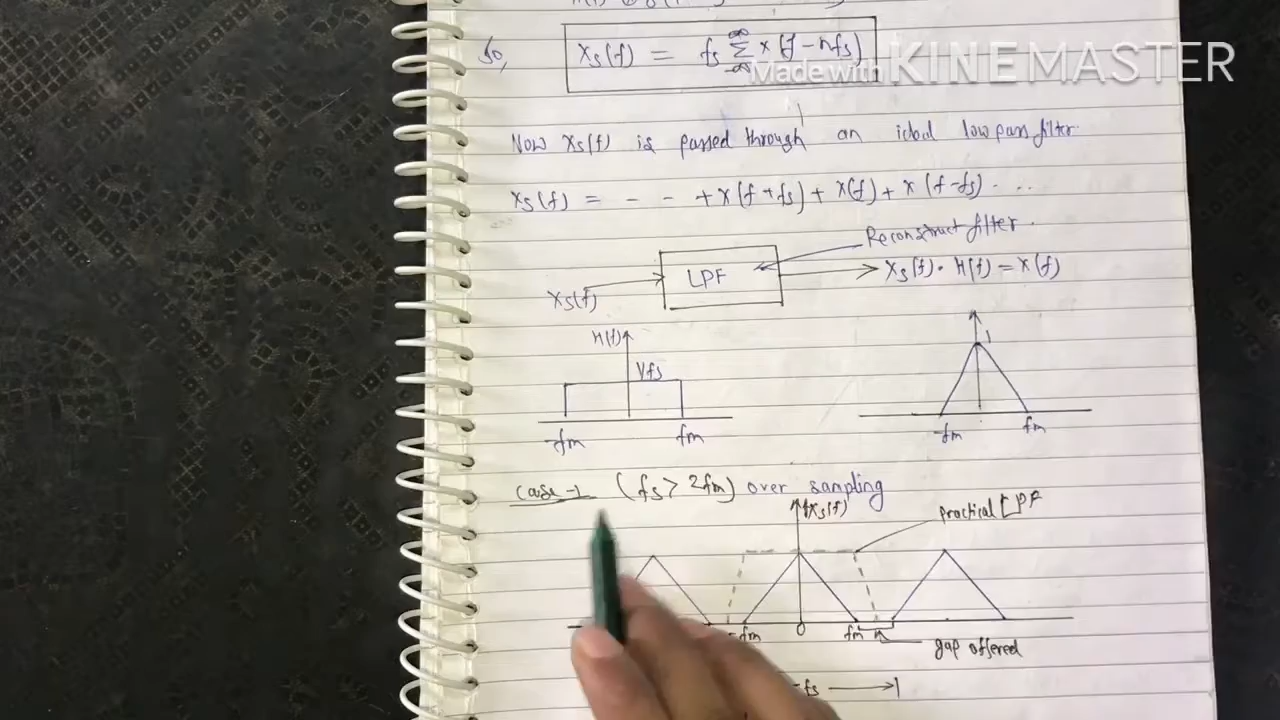 So,
Xs(f) = fs ∞Σ-∞ x(f-nfs)
Made with KINEMASTER
Now Xs(f) is passed through an ideal low pass filter
Xs(f) = - - + X(f+fs) + X(f) + X(f-fs) - ...
Reconstruct filter
LPF
Xs(f) · H(f) = X(f)
Xs(f)
H(f)
1/fs
1
-fm fm
-fm fm
Case-1 (fs > 2fm) over sampling
Xs(f)
practical LPF
-fm 0 fm
gap offered
fs